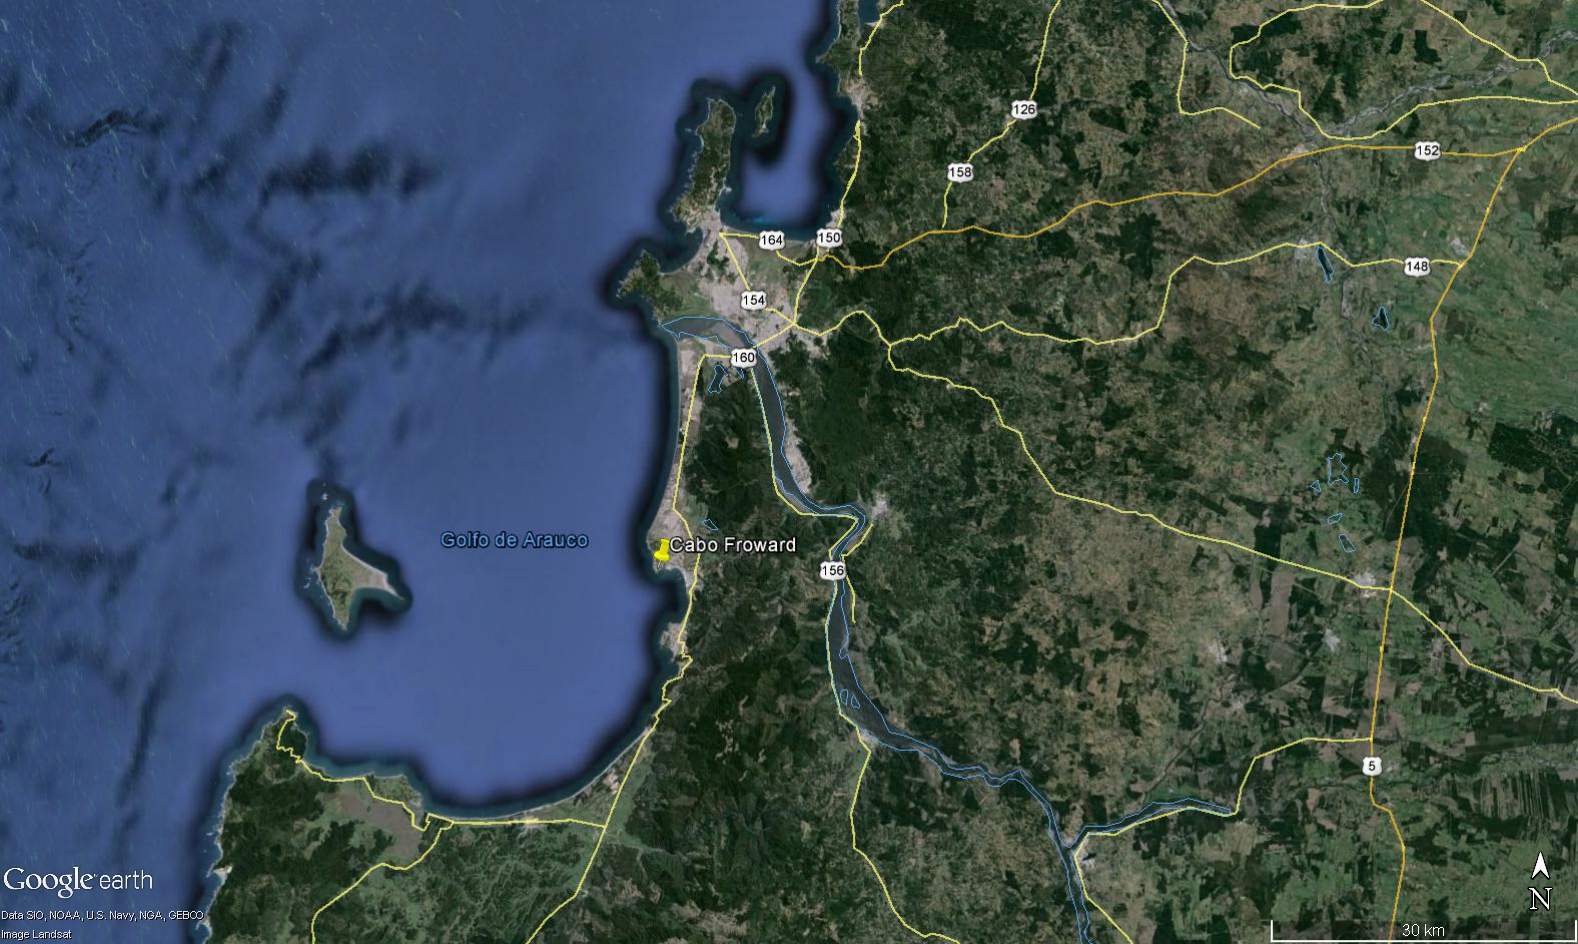 126
152
158
164
150
148
154
160
Golfo de Arauco
Cabo Froward
156
5
Google earth
Data SIO, NOAA, U.S. Navy, NGA, GEBCO
Image Landsat
N
30 km